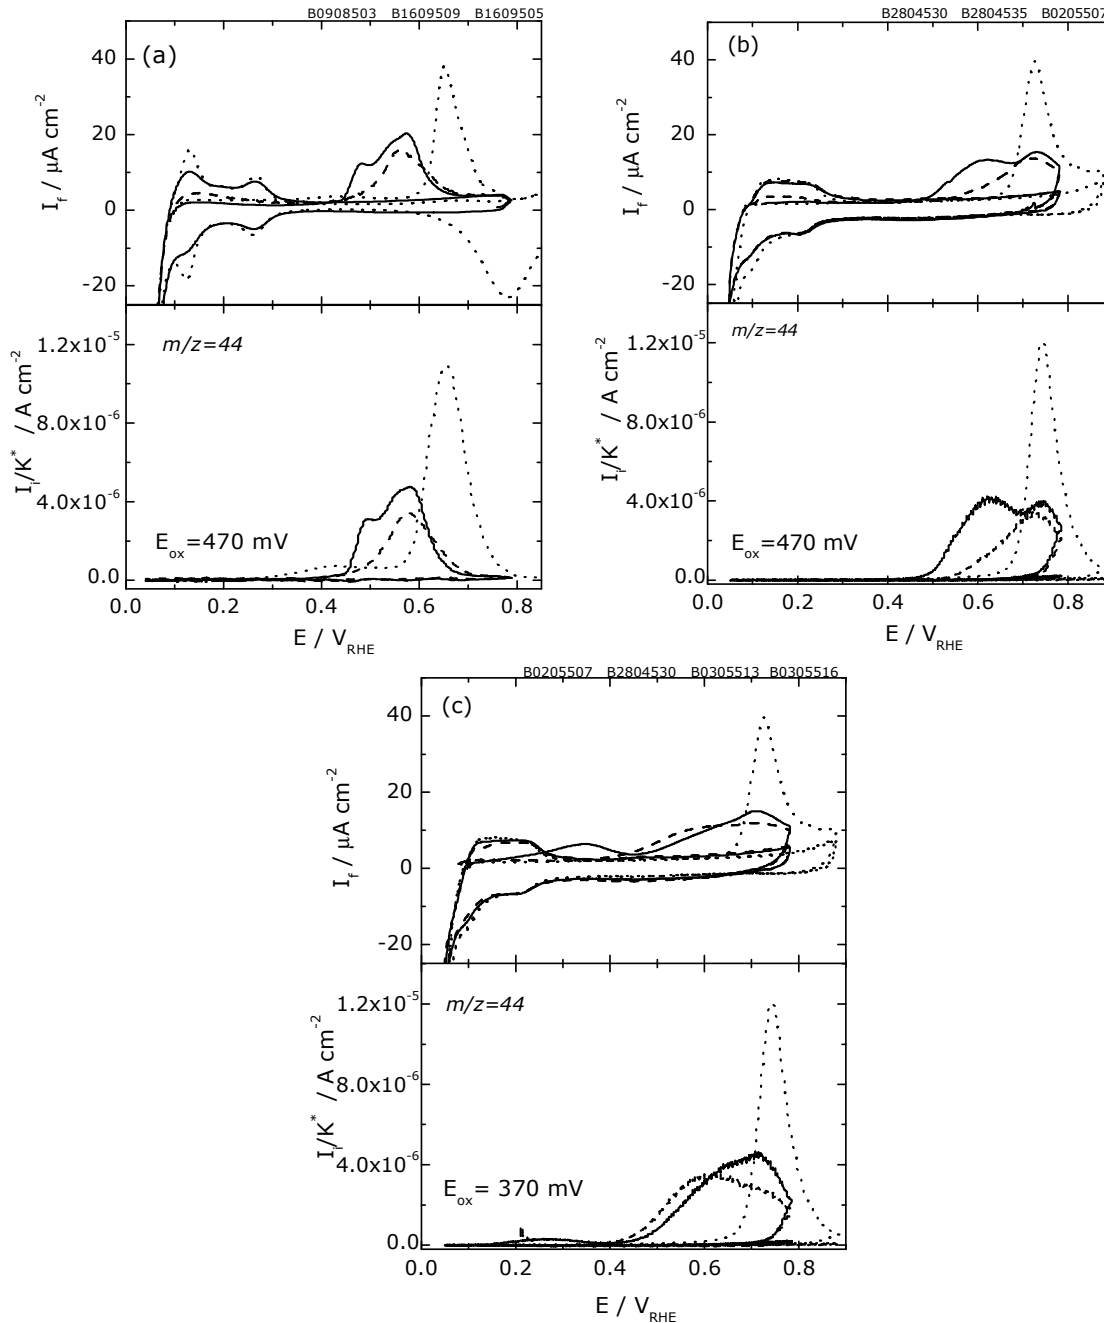 B0908503 B1609509 B1609505
(a)
I_f / μA cm^-2
40
20
0
-20
m/z=44
I_i/K^* / A cm^-2
1.2x10^-5
8.0x10^-6
4.0x10^-6
0.0
E_ox=470 mV
0.0 0.2 0.4 0.6 0.8
E / V_RHE
B2804530 B2804535 B0205507
(b)
I_f / μA cm^-2
40
20
0
-20
m/z=44
I_i/K^* / A cm^-2
1.2x10^-5
8.0x10^-6
4.0x10^-6
0.0
E_ox=470 mV
0.0 0.2 0.4 0.6 0.8
E / V_RHE
B0205507 B2804530 B0305513 B0305516
(c)
I_f / μA cm^-2
40
20
0
-20
m/z=44
I_i/K^* / A cm^-2
1.2x10^-5
8.0x10^-6
4.0x10^-6
0.0
E_ox= 370 mV
0.0 0.2 0.4 0.6 0.8
E / V_RHE